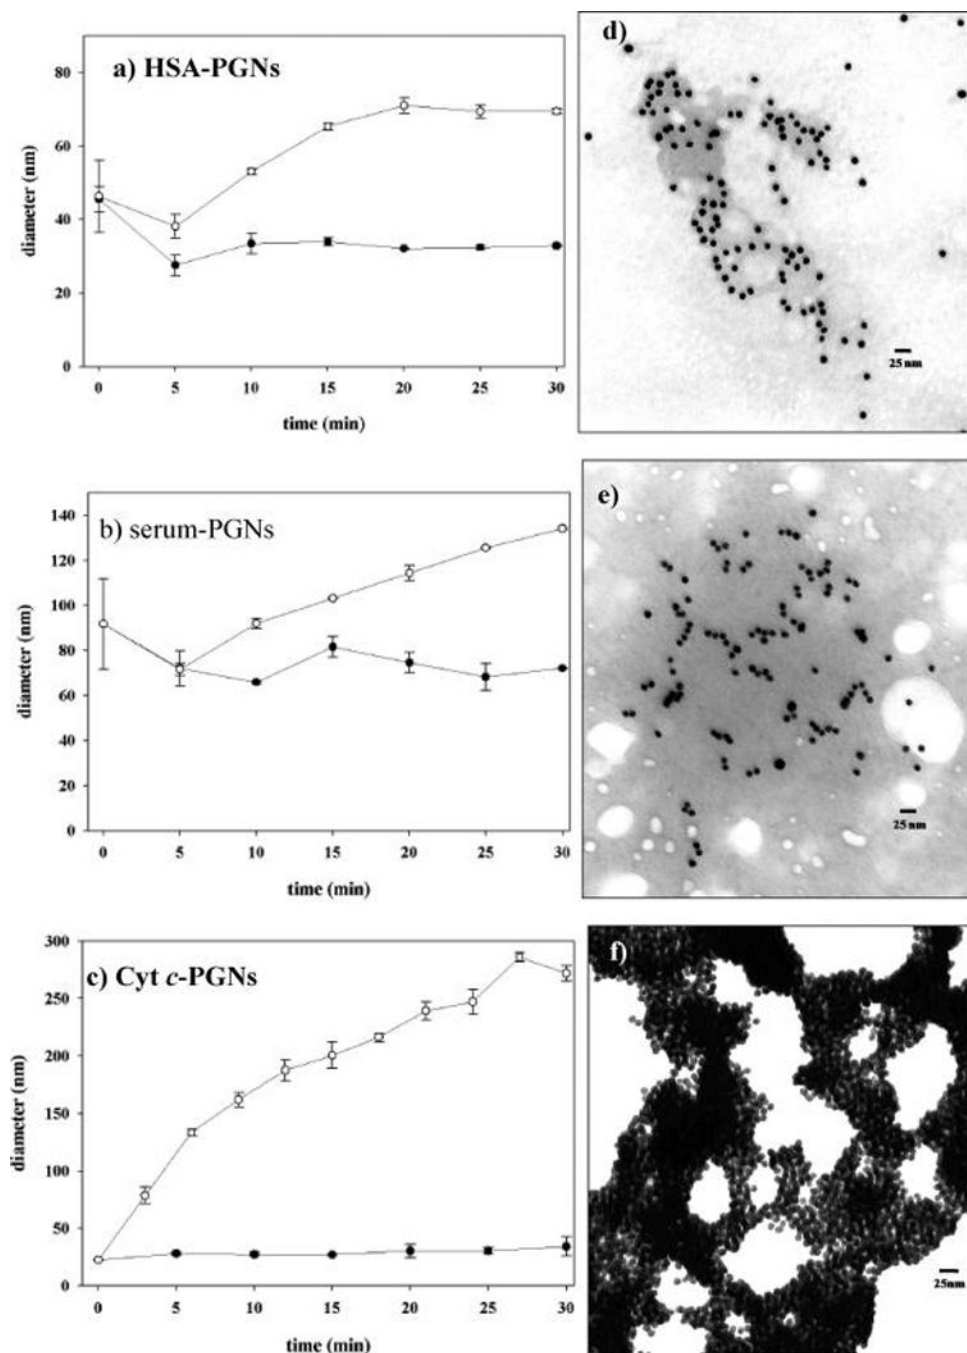 a) HSA-PGNs
80
60
40
20
0
diameter (nm)
0 5 10 15 20 25 30
time (min)
d)
25 nm
b) serum-PGNs
140
120
100
80
60
40
20
0
diameter (nm)
0 5 10 15 20 25 30
time (min)
e)
25 nm
c) Cyt c-PGNs
300
250
200
150
100
50
0
diameter (nm)
0 5 10 15 20 25 30
time (min)
f)
25nm